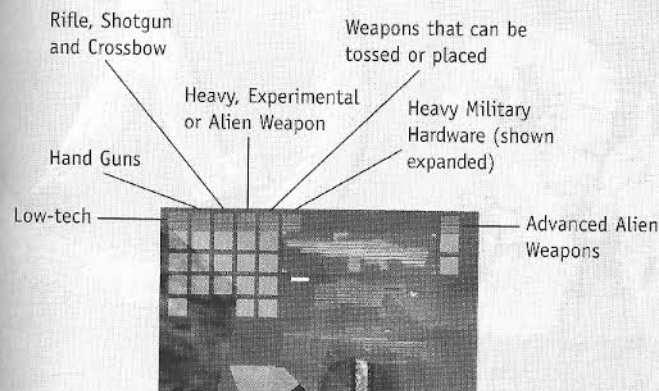 Rifle, Shotgun
and Crossbow
Weapons that can be
tossed or placed
Heavy, Experimental
or Alien Weapon
Heavy Military
Hardware (shown
expanded)
Hand Guns
Low-tech
Advanced Alien
Weapons